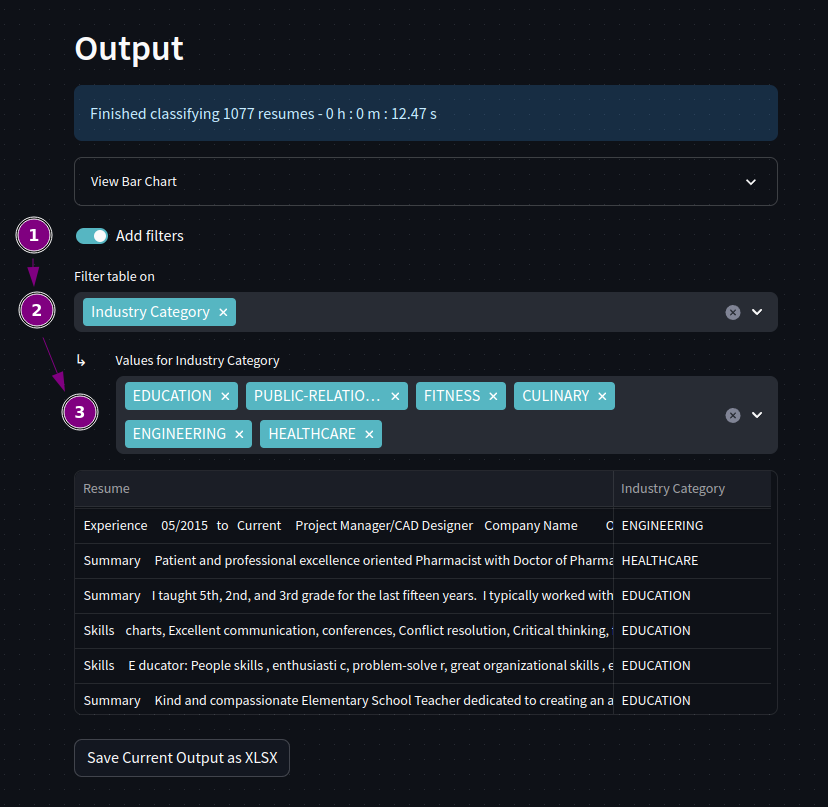 Output
Finished classifying 1077 resumes - 0 h : 0 m : 12.47 s
View Bar Chart
1 Add filters
Filter table on
2 Industry Category ×
↳ Values for Industry Category
3 EDUCATION × PUBLIC-RELATIO... × FITNESS × CULINARY ×
ENGINEERING × HEALTHCARE ×
Resume Industry Category
Experience 05/2015 to Current Project Manager/CAD Designer Company Name ENGINEERING
Summary Patient and professional excellence oriented Pharmacist with Doctor of Pharma HEALTHCARE
Summary I taught 5th, 2nd, and 3rd grade for the last fifteen years. I typically worked with EDUCATION
Skills charts, Excellent communication, conferences, Conflict resolution, Critical thinking, EDUCATION
Skills E ducator: People skills , enthusiasti c, problem-solve r, great organizational skills , EDUCATION
Summary Kind and compassionate Elementary School Teacher dedicated to creating an a EDUCATION
Save Current Output as XLSX